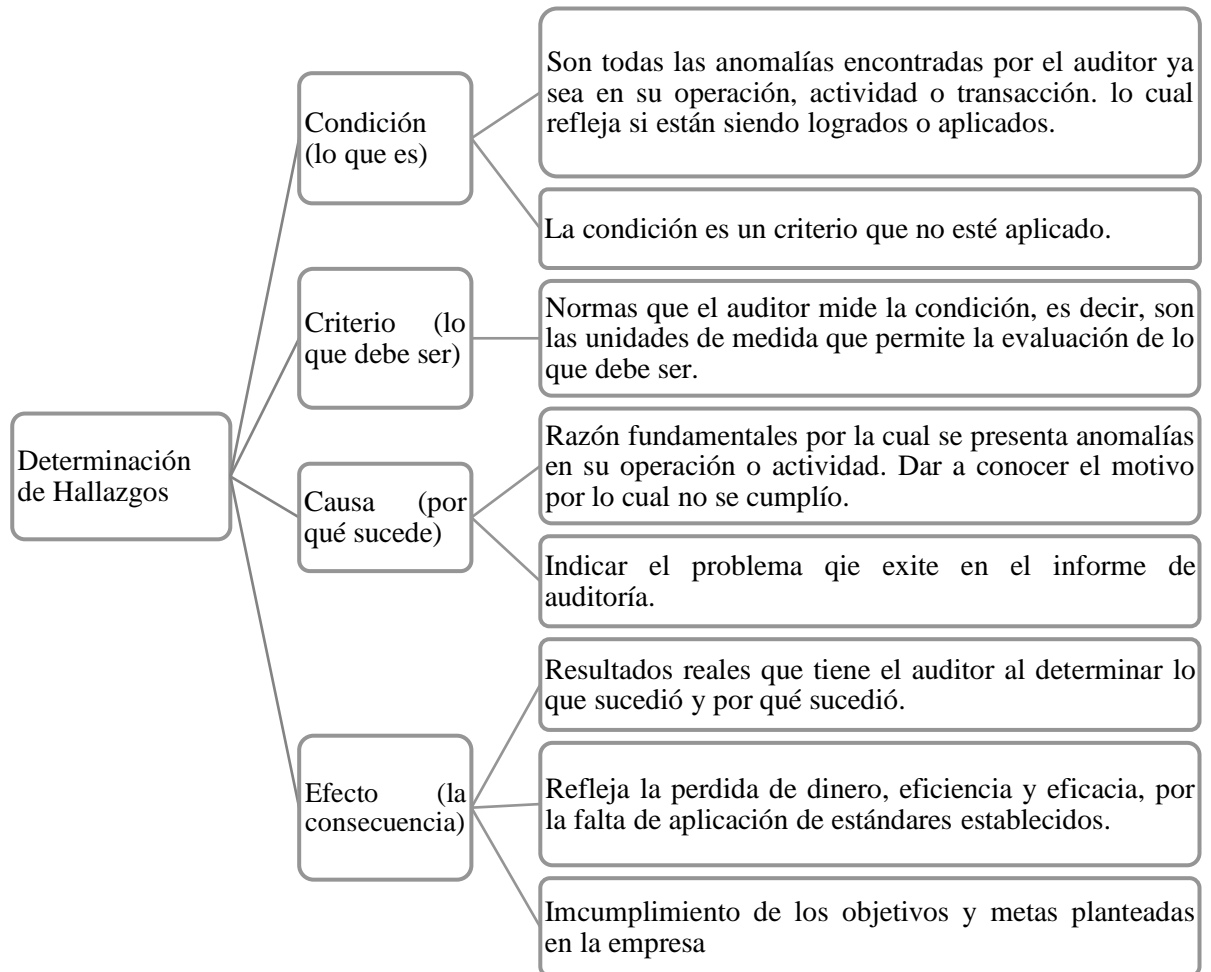 Determinación
de Hallazgos
Condición
(lo que es)
Son todas las anomalías encontradas por el auditor ya
sea en su operación, actividad o transacción. lo cual
refleja si están siendo logrados o aplicados.
La condición es un criterio que no esté aplicado.
Criterio (lo
que debe ser)
Normas que el auditor mide la condición, es decir, son
las unidades de medida que permite la evaluación de lo
que debe ser.
Causa (por
qué sucede)
Razón fundamentales por la cual se presenta anomalías
en su operación o actividad. Dar a conocer el motivo
por lo cual no se cumplío.
Indicar el problema qie exite en el informe de
auditoría.
Efecto (la
consecuencia)
Resultados reales que tiene el auditor al determinar lo
que sucedió y por qué sucedió.
Refleja la perdida de dinero, eficiencia y eficacia, por
la falta de aplicación de estándares establecidos.
Imcumplimiento de los objetivos y metas planteadas
en la empresa